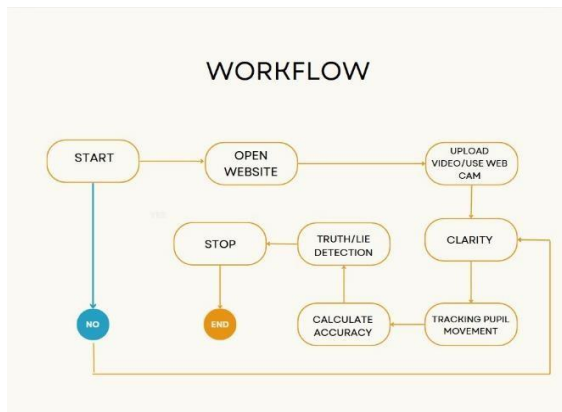 WORKFLOW
START
OPEN
WEBSITE
UPLOAD
VIDEO/USE WEB
CAM
STOP
TRUTH/LIE
DETECTION
CLARITY
NO
END
CALCULATE
ACCURACY
TRACKING PUPIL
MOVEMENT